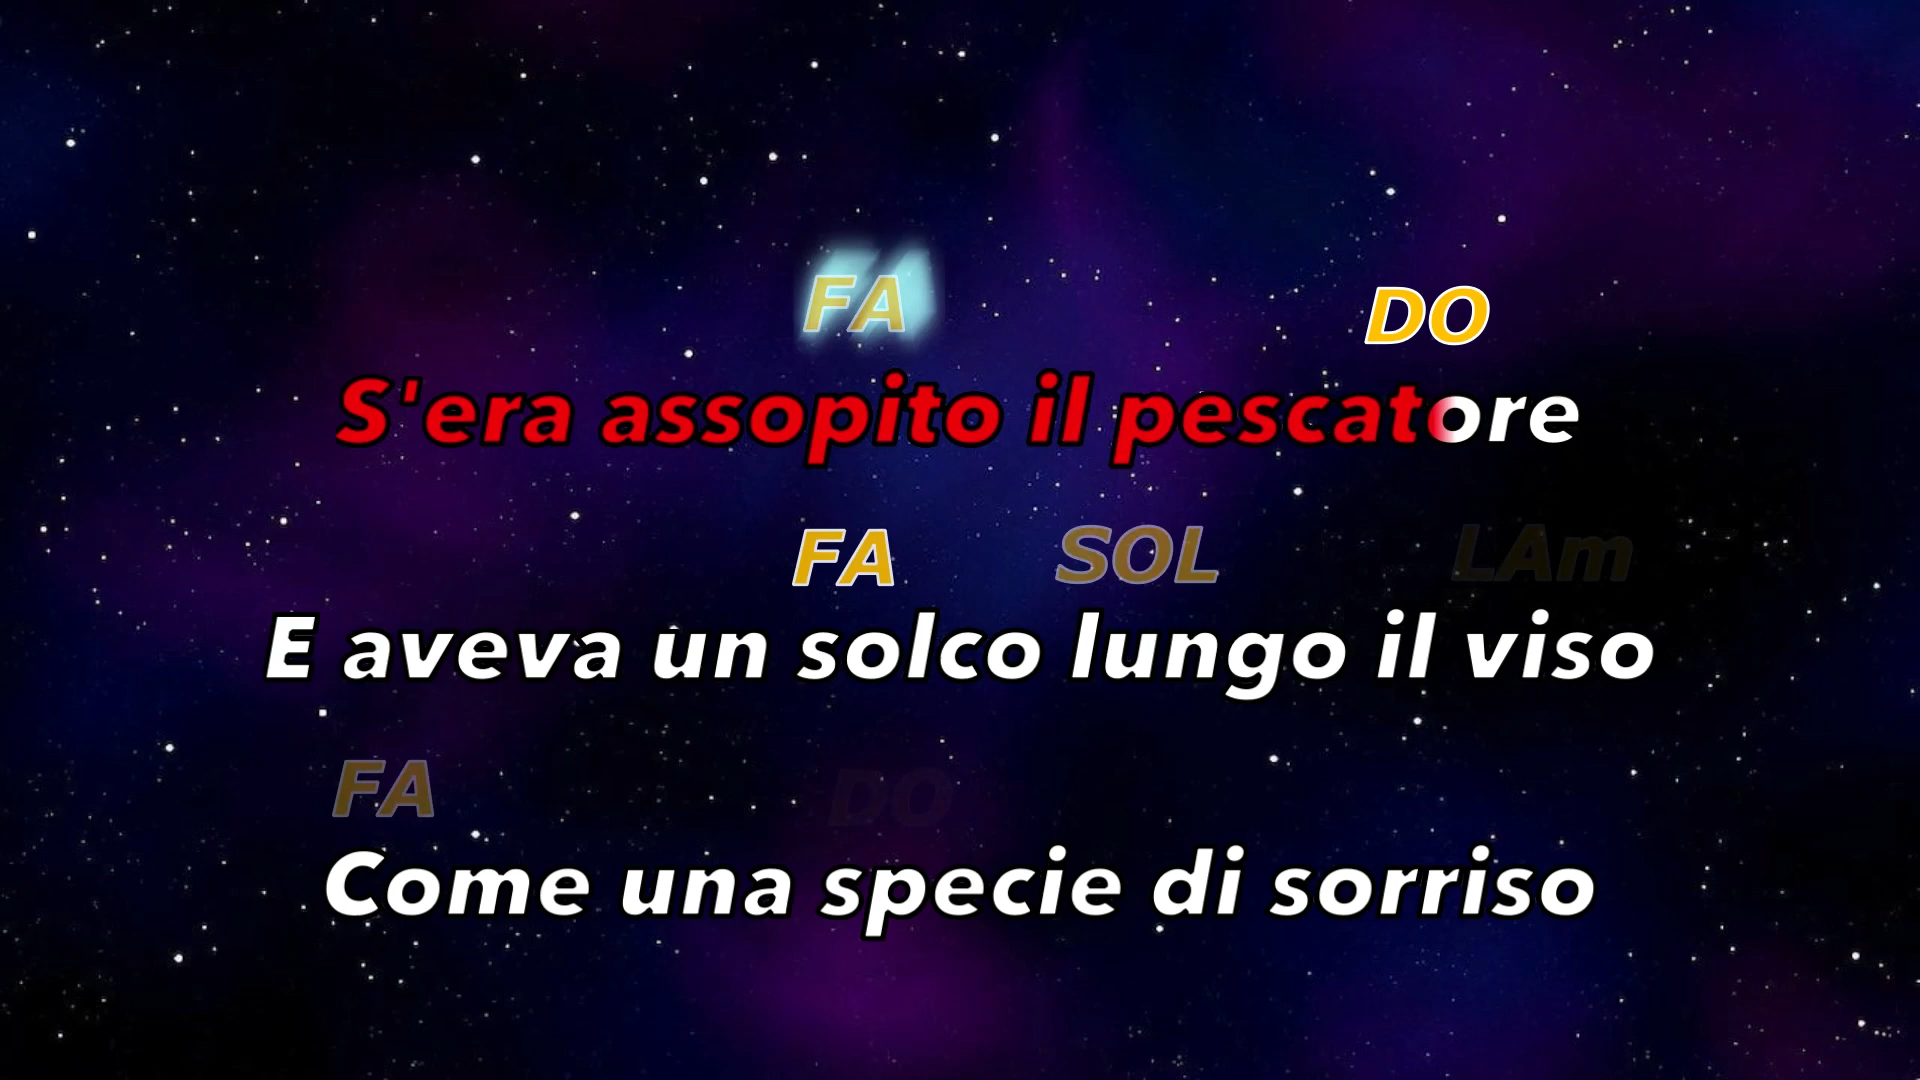 FA DO
S'era assopito il pescatore
FA SOL LAm
E aveva un solco lungo il viso
FA DO
Come una specie di sorriso